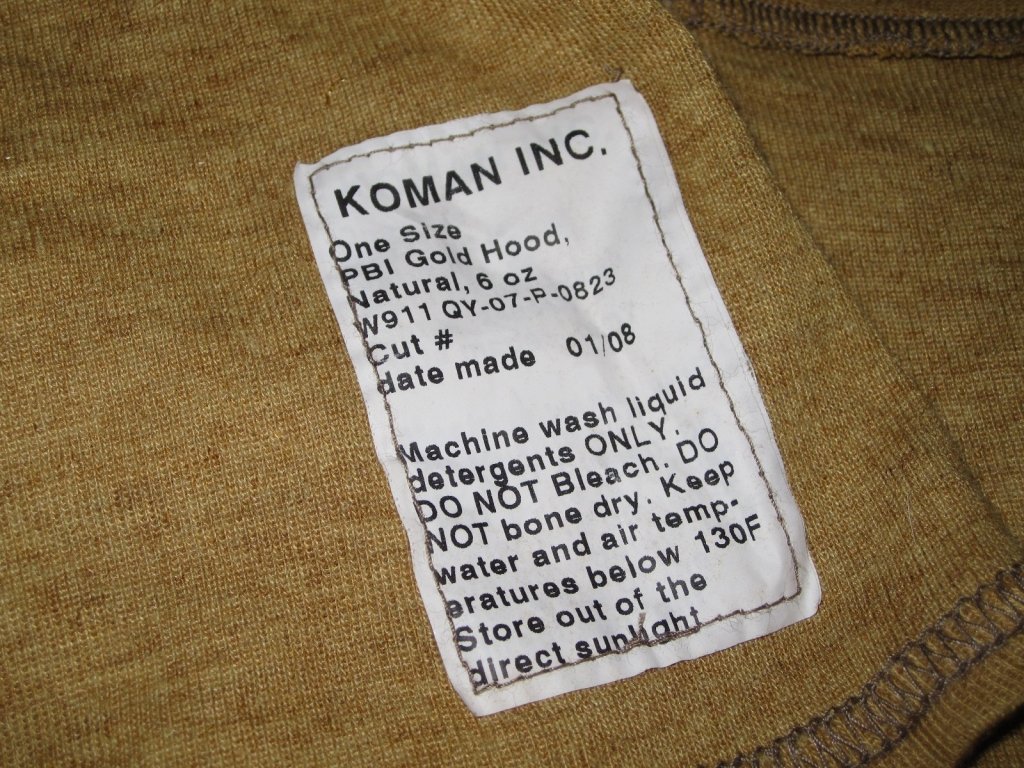 KOMAN INC.
One Size
PBI Gold Hood,
Natural, 6 oz
W911 QY-07-P-0823
Cut #
date made 01/08
Machine wash liquid
detergents ONLY.
DO NOT Bleach. DO
NOT bone dry. Keep
water and air temp-
eratures below 130F
Store out of the
direct sunlight